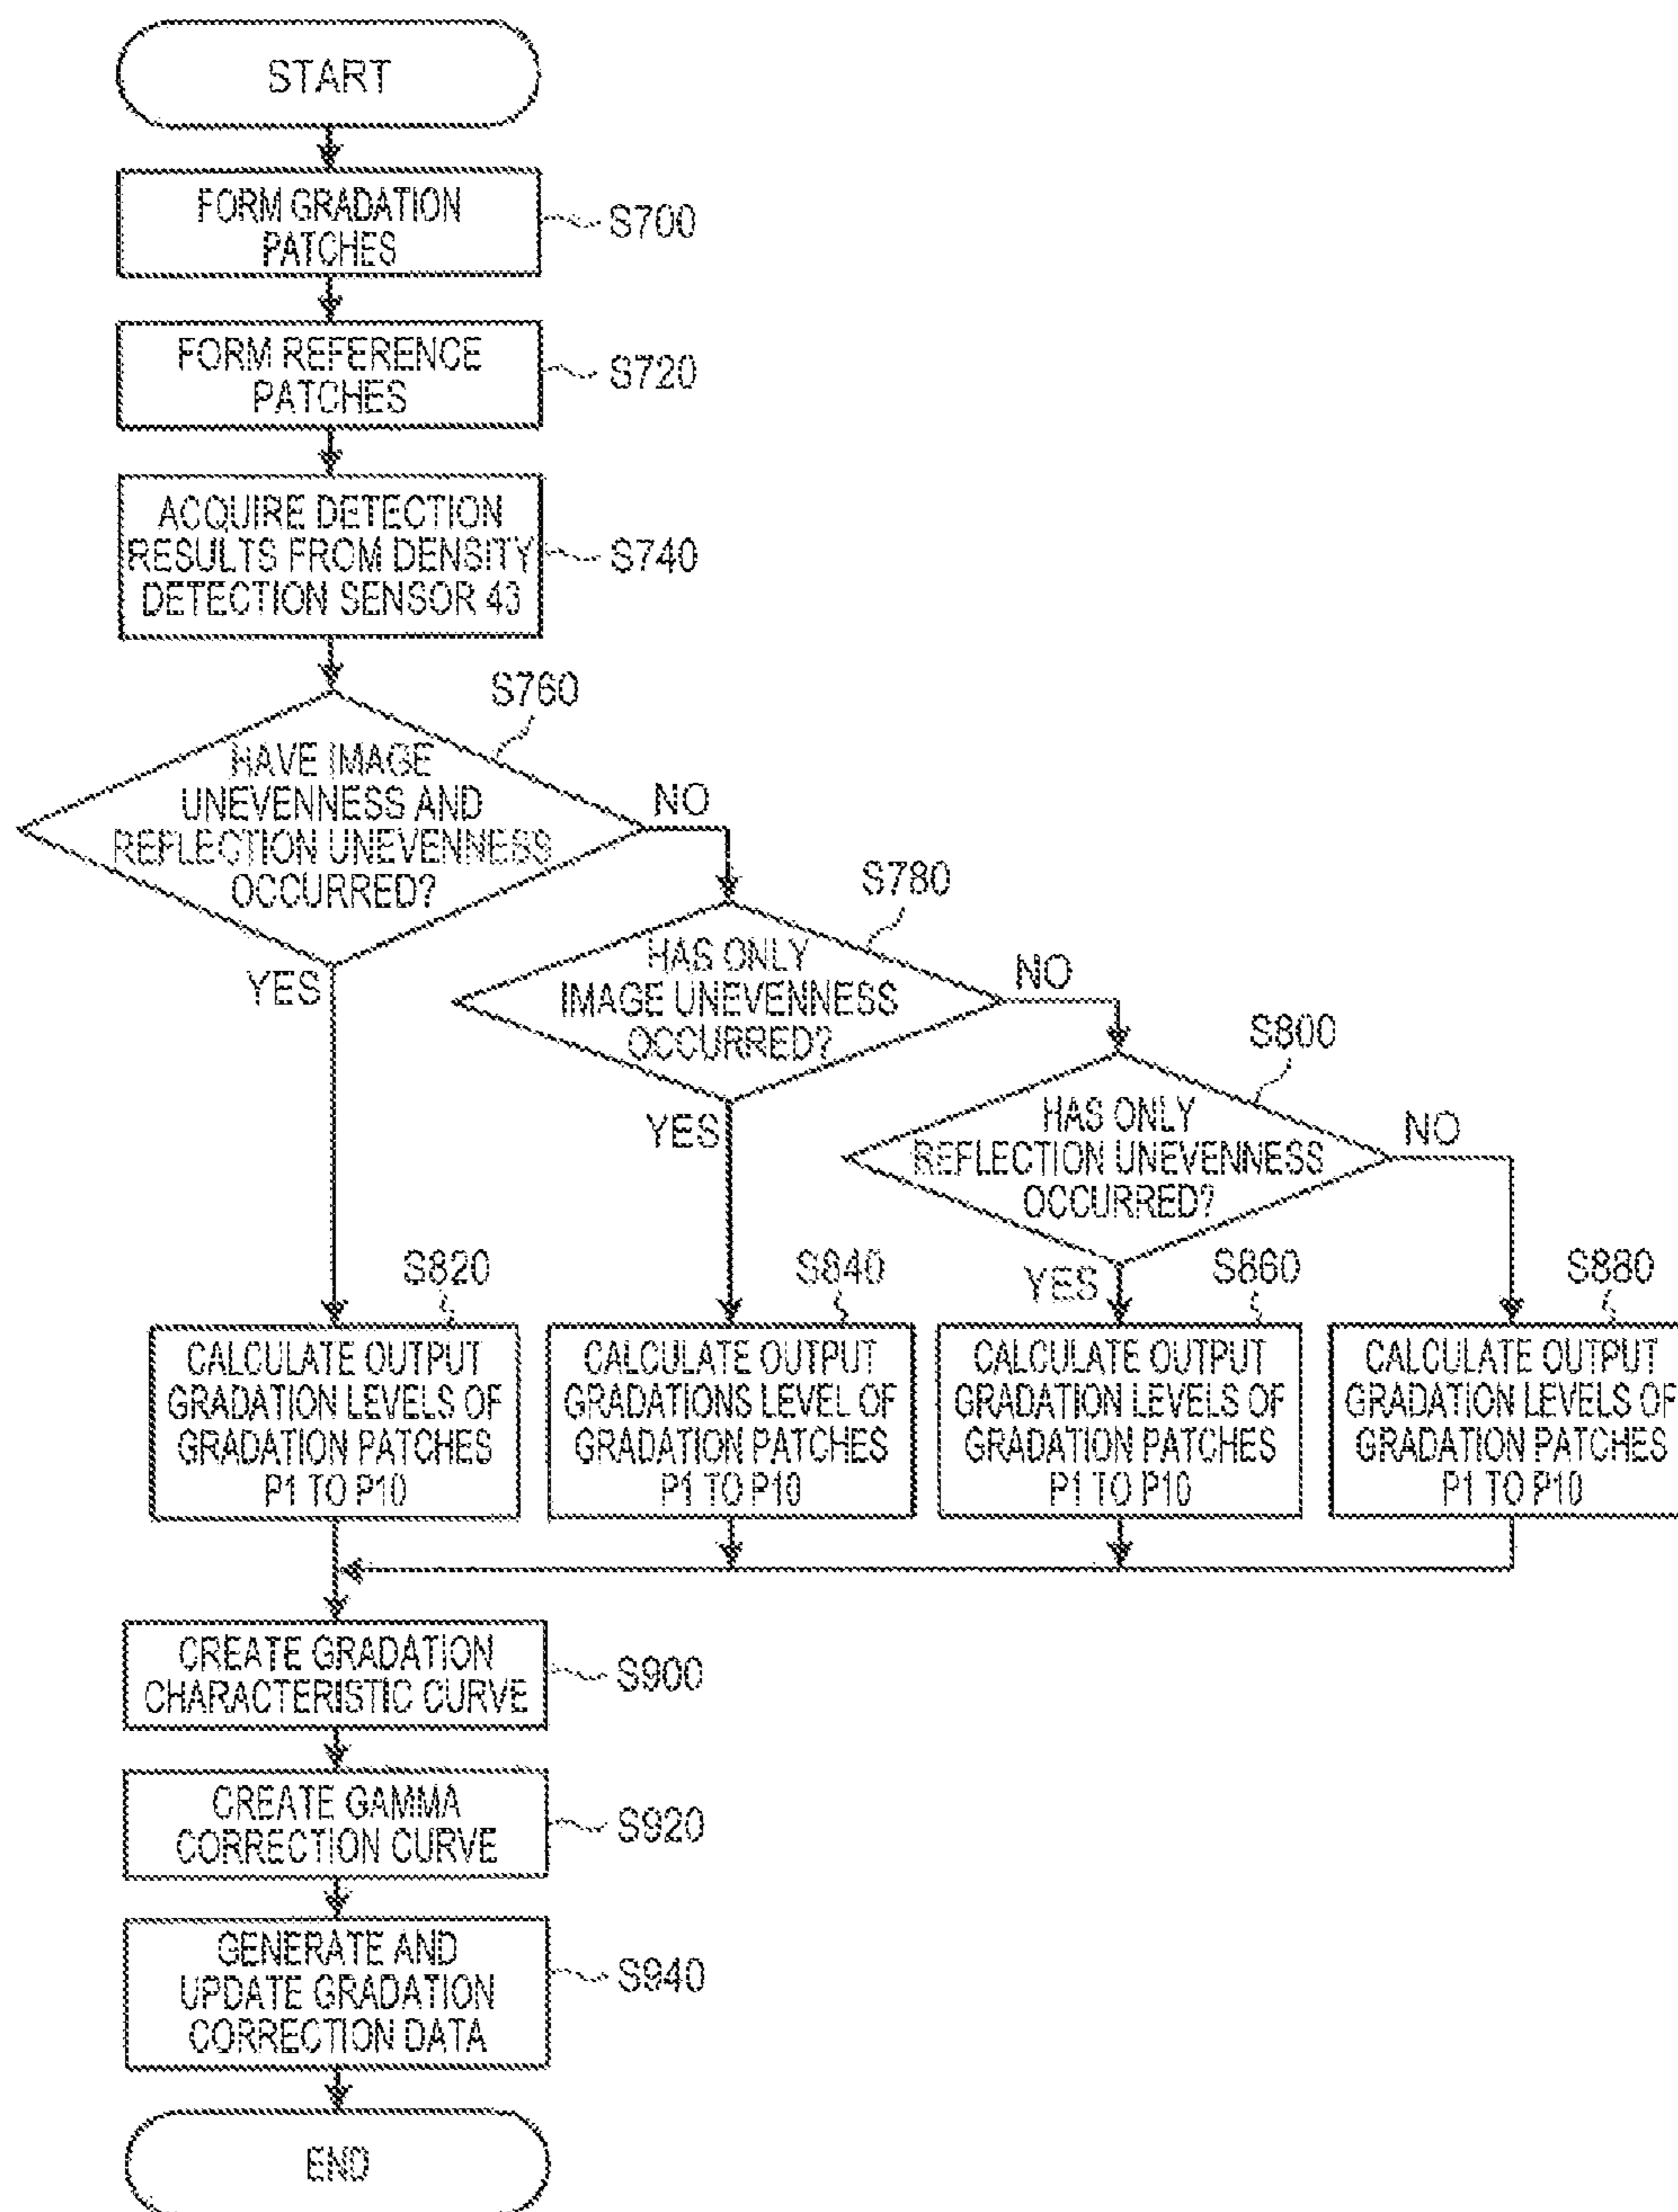 START
FORM GRADATION
PATCHES
S700
FORM REFERENCE
PATCHES
S720
ACQUIRE DETECTION
RESULTS FROM DENSITY
DETECTION SENSOR 43
S740
S760
HAVE IMAGE
UNEVENNESS AND
REFLECTION UNEVENNESS
OCCURRED?
NO
YES
S780
HAS ONLY
IMAGE UNEVENNESS
OCCURRED?
NO
YES
S800
HAS ONLY
REFLECTION UNEVENNESS
OCCURRED?
NO
YES
S820
CALCULATE OUTPUT
GRADATION LEVELS OF
GRADATION PATCHES
P1 TO P10
S840
CALCULATE OUTPUT
GRADATIONS LEVEL OF
GRADATION PATCHES
P1 TO P10
S860
CALCULATE OUTPUT
GRADATION LEVELS OF
GRADATION PATCHES
P1 TO P10
S880
CALCULATE OUTPUT
GRADATION LEVELS OF
GRADATION PATCHES
P1 TO P10
CREATE GRADATION
CHARACTERISTIC CURVE
S900
CREATE GAMMA
CORRECTION CURVE
S920
GENERATE AND
UPDATE GRADATION
CORRECTION DATA
S940
END